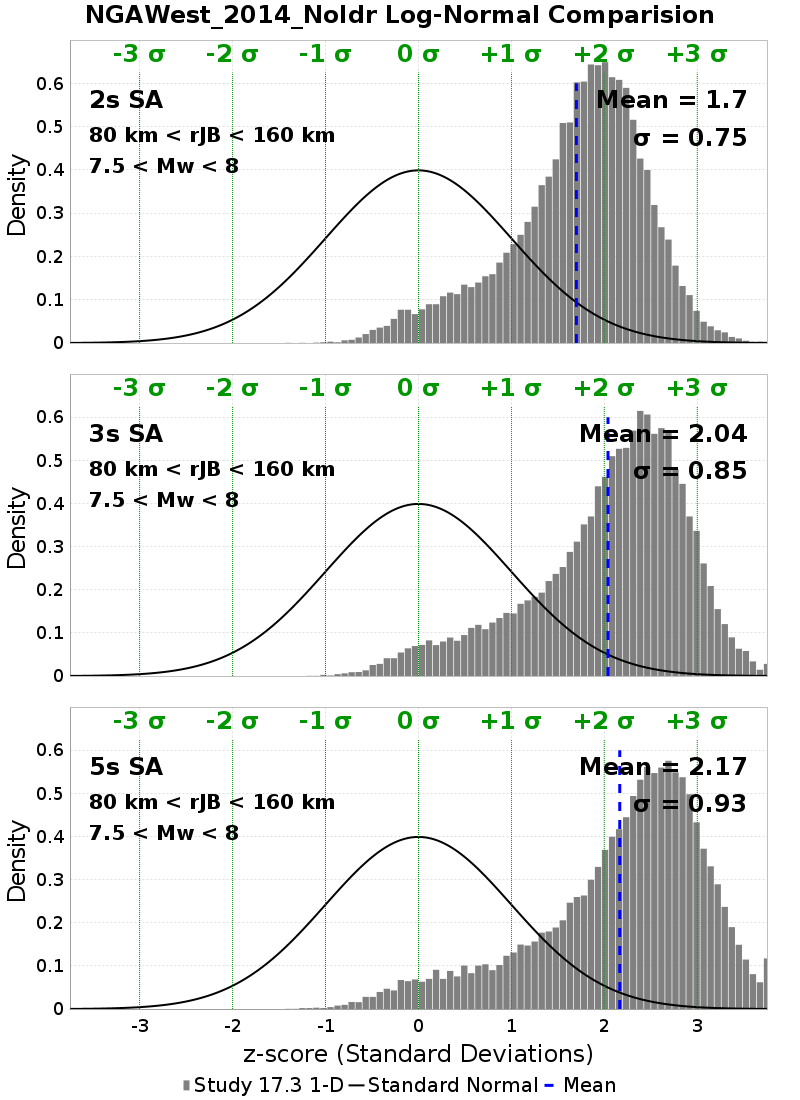 NGAWest_2014_NoIdr Log-Normal Comparision
-3 σ -2 σ -1 σ 0 σ +1 σ +2 σ +3 σ
2s SA
Mean = 1.7
80 km < rJB < 160 km
σ = 0.75
7.5 < Mw < 8
Density
0.6
0.5
0.4
0.3
0.2
0.1
0
-3 σ -2 σ -1 σ 0 σ +1 σ +2 σ +3 σ
3s SA
Mean = 2.04
80 km < rJB < 160 km
σ = 0.85
7.5 < Mw < 8
Density
0.6
0.5
0.4
0.3
0.2
0.1
0
-3 σ -2 σ -1 σ 0 σ +1 σ +2 σ +3 σ
5s SA
Mean = 2.17
80 km < rJB < 160 km
σ = 0.93
7.5 < Mw < 8
Density
0.6
0.5
0.4
0.3
0.2
0.1
0
-3 -2 -1 0 1 2 3
z-score (Standard Deviations)
Study 17.3 1-D Standard Normal Mean